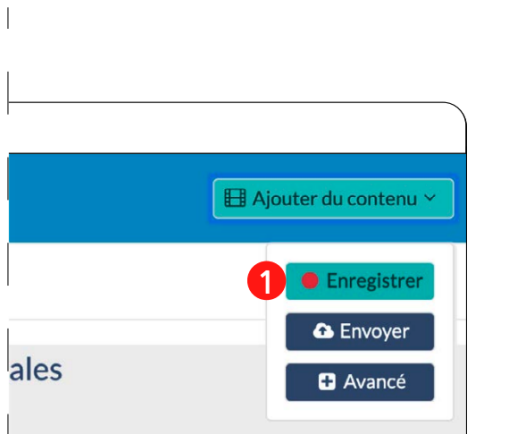 Ajouter du contenu
1 Enregistrer
Envoyer
ales
Avancé